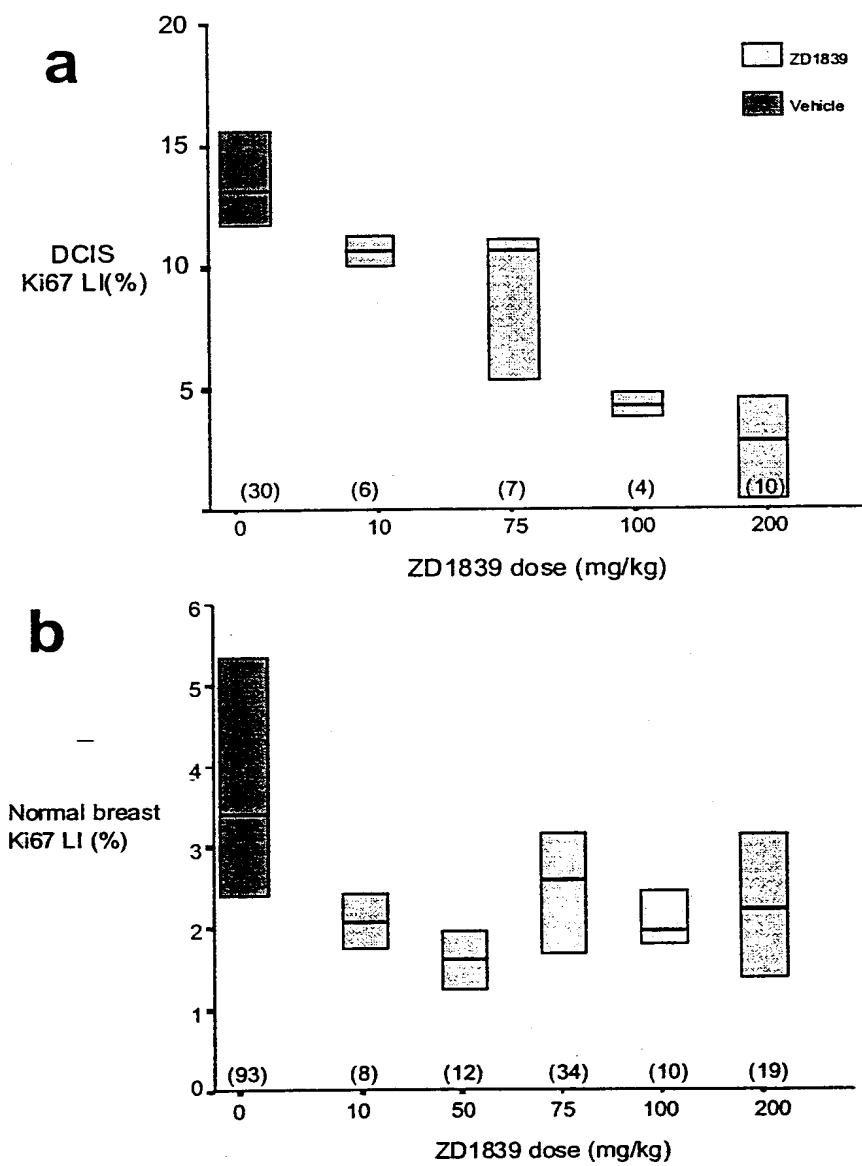 a
20
15
10
5
DCIS
Ki67 LI(%)
ZD1839
Vehicle
(30) (6) (7) (4) (10)
0 10 75 100 200
ZD1839 dose (mg/kg)
b
6
5
4
3
2
1
0
Normal breast
Ki67 LI (%)
(93) (8) (12) (34) (10) (19)
0 10 50 75 100 200
ZD1839 dose (mg/kg)